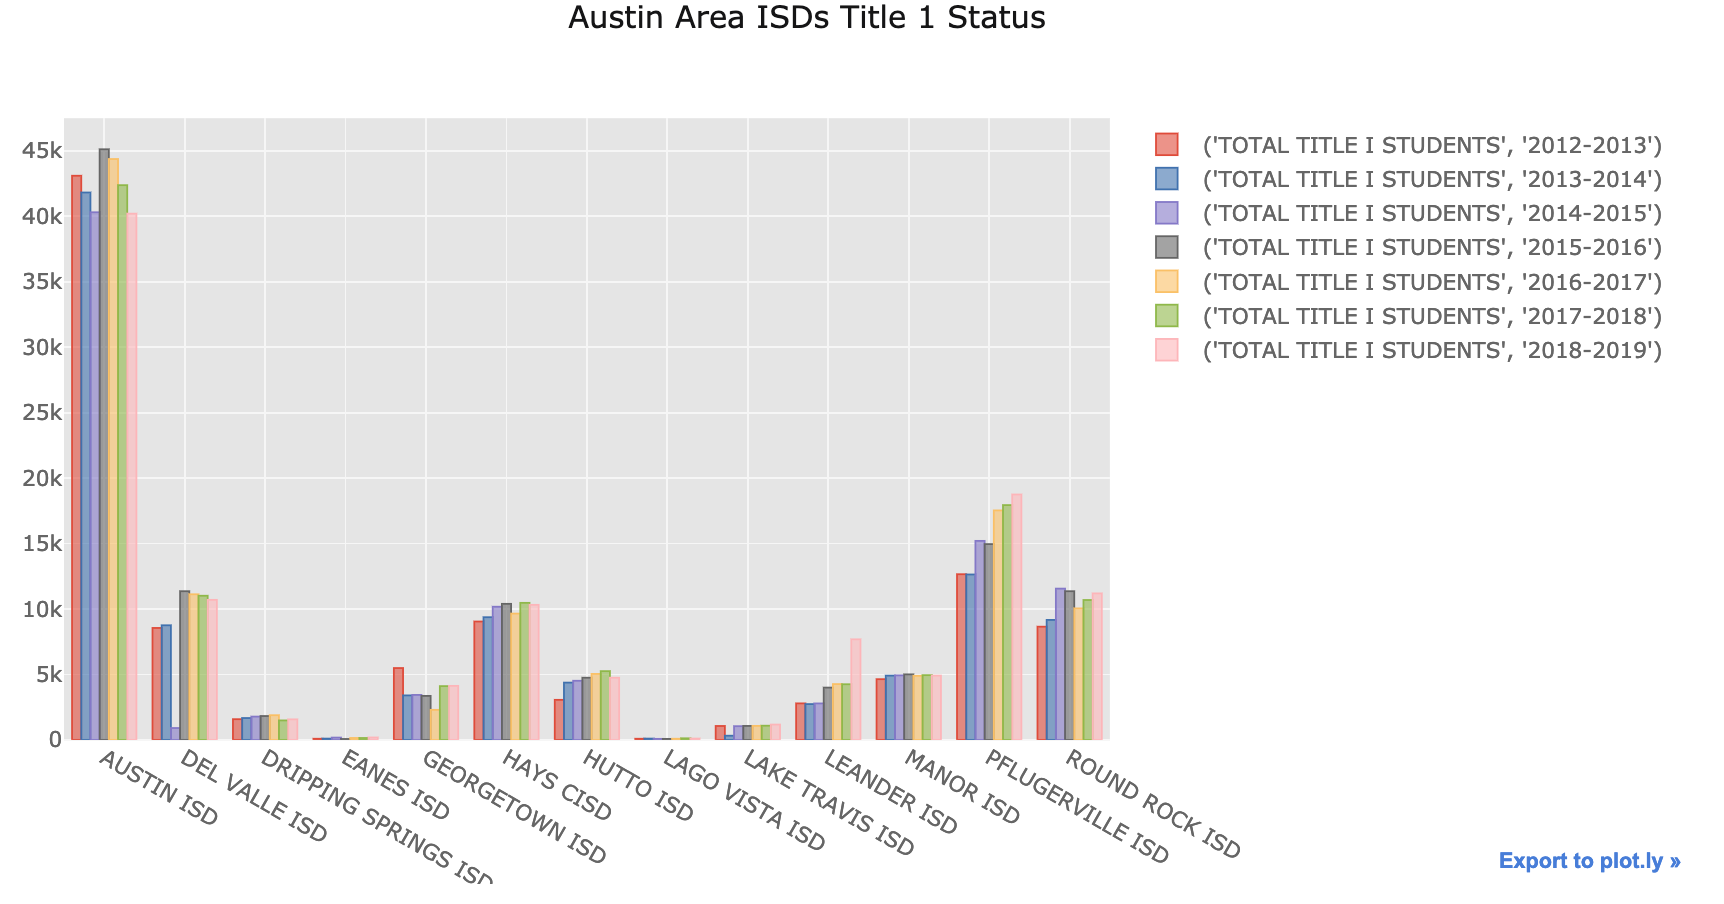 Austin Area ISDs Title 1 Status
45k
40k
35k
30k
25k
20k
15k
10k
5k
0
('TOTAL TITLE I STUDENTS', '2012-2013')
('TOTAL TITLE I STUDENTS', '2013-2014')
('TOTAL TITLE I STUDENTS', '2014-2015')
('TOTAL TITLE I STUDENTS', '2015-2016')
('TOTAL TITLE I STUDENTS', '2016-2017')
('TOTAL TITLE I STUDENTS', '2017-2018')
('TOTAL TITLE I STUDENTS', '2018-2019')
AUSTIN ISD
DEL VALLE ISD
DRIPPING SPRINGS ISD
EANES ISD
GEORGETOWN ISD
HAYS CISD
HUTTO ISD
LAGO VISTA ISD
LAKE TRAVIS ISD
LEANDER ISD
MANOR ISD
PFLUGERVILLE ISD
ROUND ROCK ISD
Export to plot.ly »